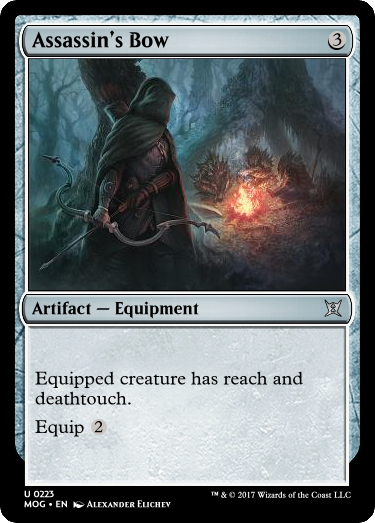 Assassin's Bow 3
Artifact — Equipment
Equipped creature has reach and
deathtouch.
Equip 2
U 0223
MOG • EN Alexander Elichev
™ & © 2017 Wizards of the Coast LLC